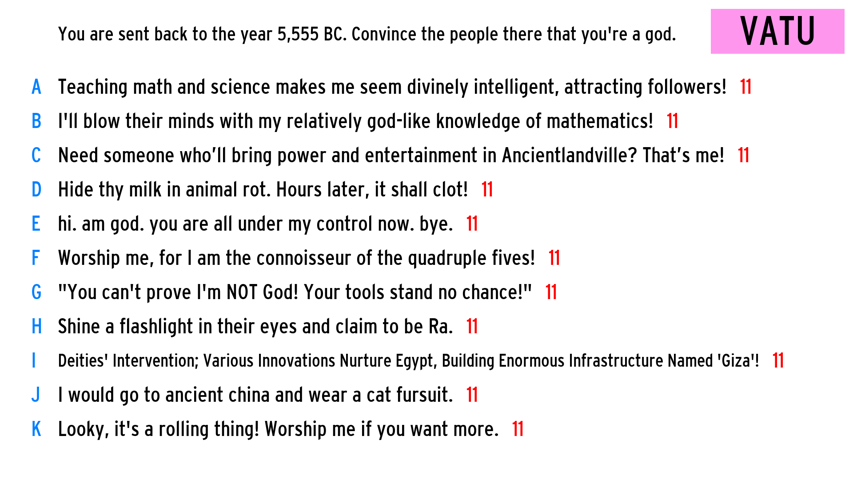 You are sent back to the year 5,555 BC. Convince the people there that you're a god.
VATU
A Teaching math and science makes me seem divinely intelligent, attracting followers! 11
B I'll blow their minds with my relatively god-like knowledge of mathematics! 11
C Need someone who’ll bring power and entertainment in Ancientlandville? That’s me! 11
D Hide thy milk in animal rot. Hours later, it shall clot! 11
E hi. am god. you are all under my control now. bye. 11
F Worship me, for I am the connoisseur of the quadruple fives! 11
G "You can't prove I'm NOT God! Your tools stand no chance!" 11
H Shine a flashlight in their eyes and claim to be Ra. 11
I Deities' Intervention; Various Innovations Nurture Egypt, Building Enormous Infrastructure Named 'Giza'! 11
J I would go to ancient china and wear a cat fursuit. 11
K Looky, it's a rolling thing! Worship me if you want more. 11